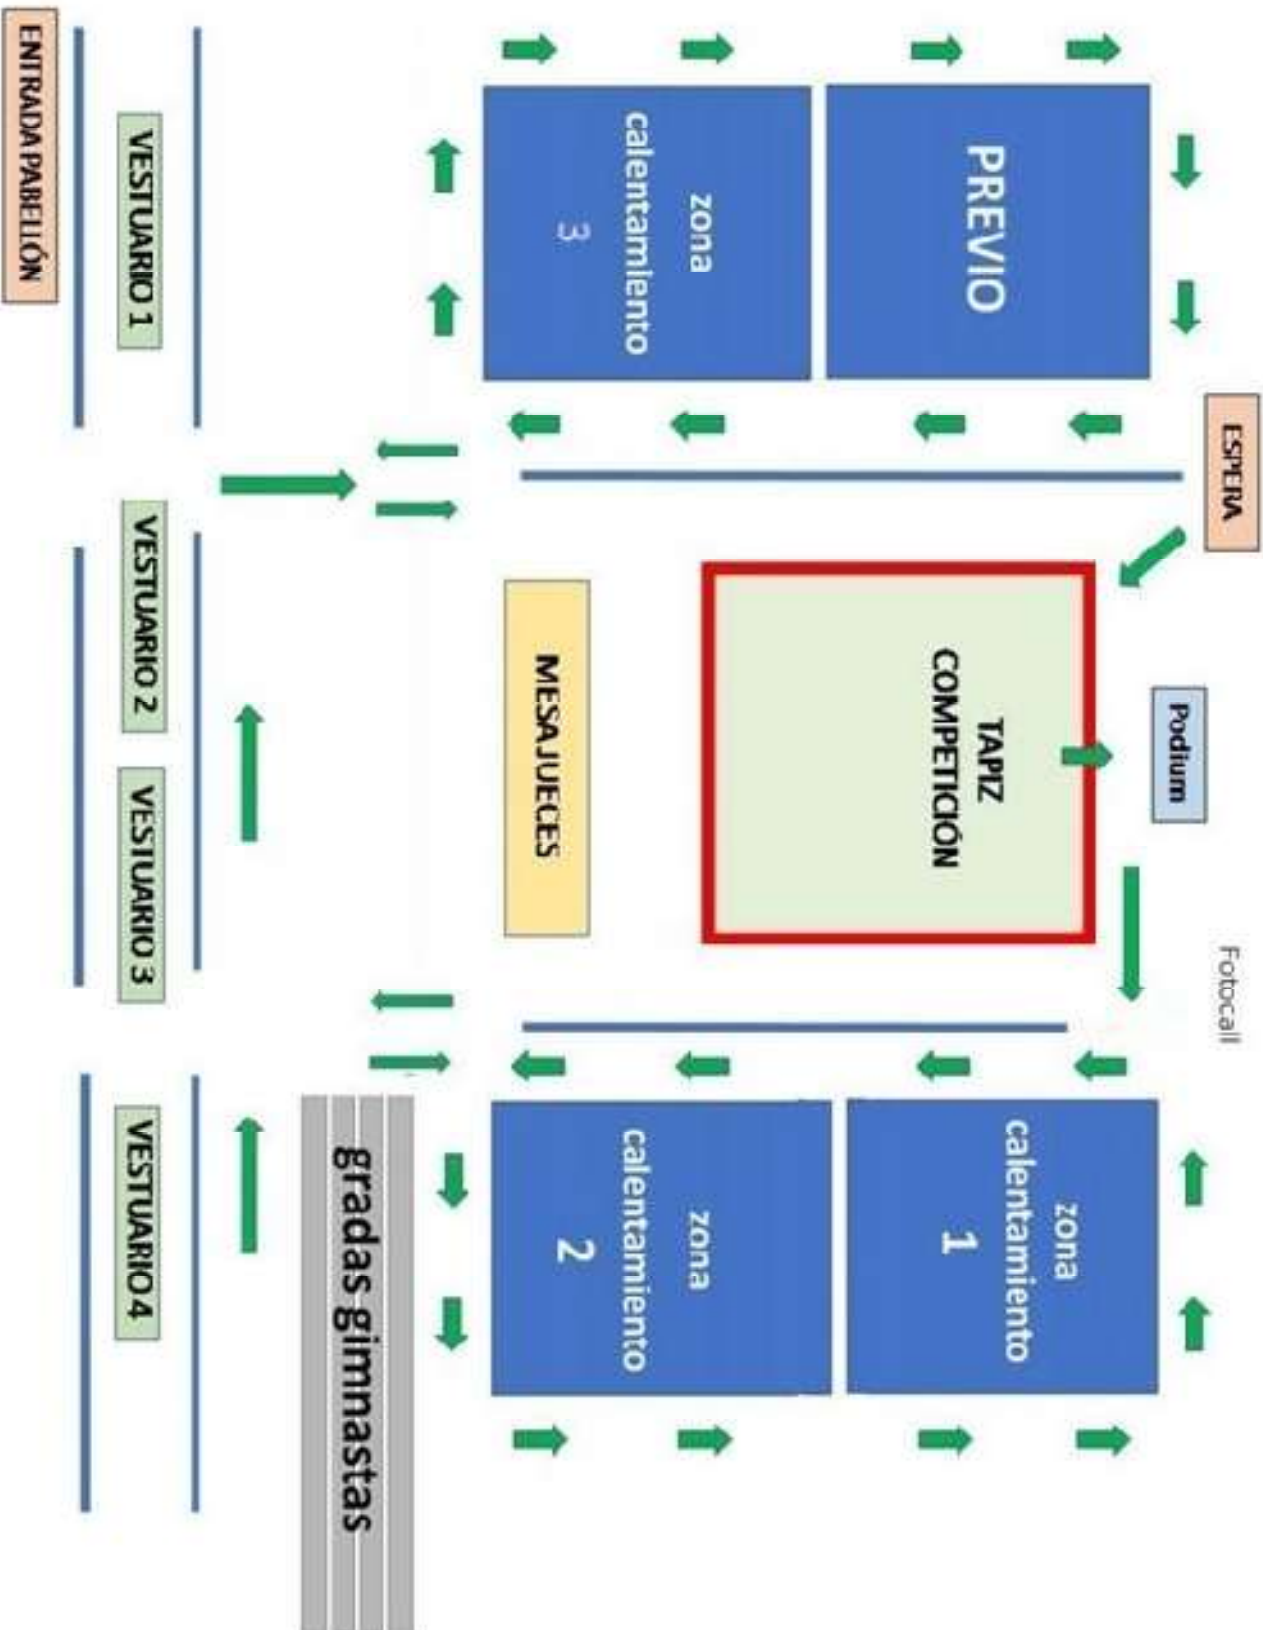 ESPERA
Fotocall
Podium
PREVIO
TAPIZ
COMPETICIÓN
zona
calentamiento
1
zona
calentamiento
3
MESA JUECES
zona
calentamiento
2
gradas gimnastas
VESTUARIO 1
VESTUARIO 2
VESTUARIO 3
VESTUARIO 4
ENTRADA PABELLÓN